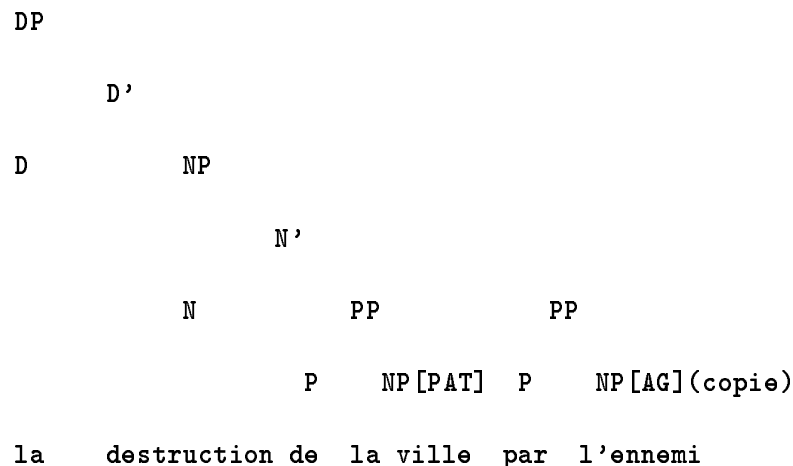 DP
D'
D NP
N'
N PP PP
P NP[PAT] P NP[AG](copie)
la destruction de la ville par l'ennemi